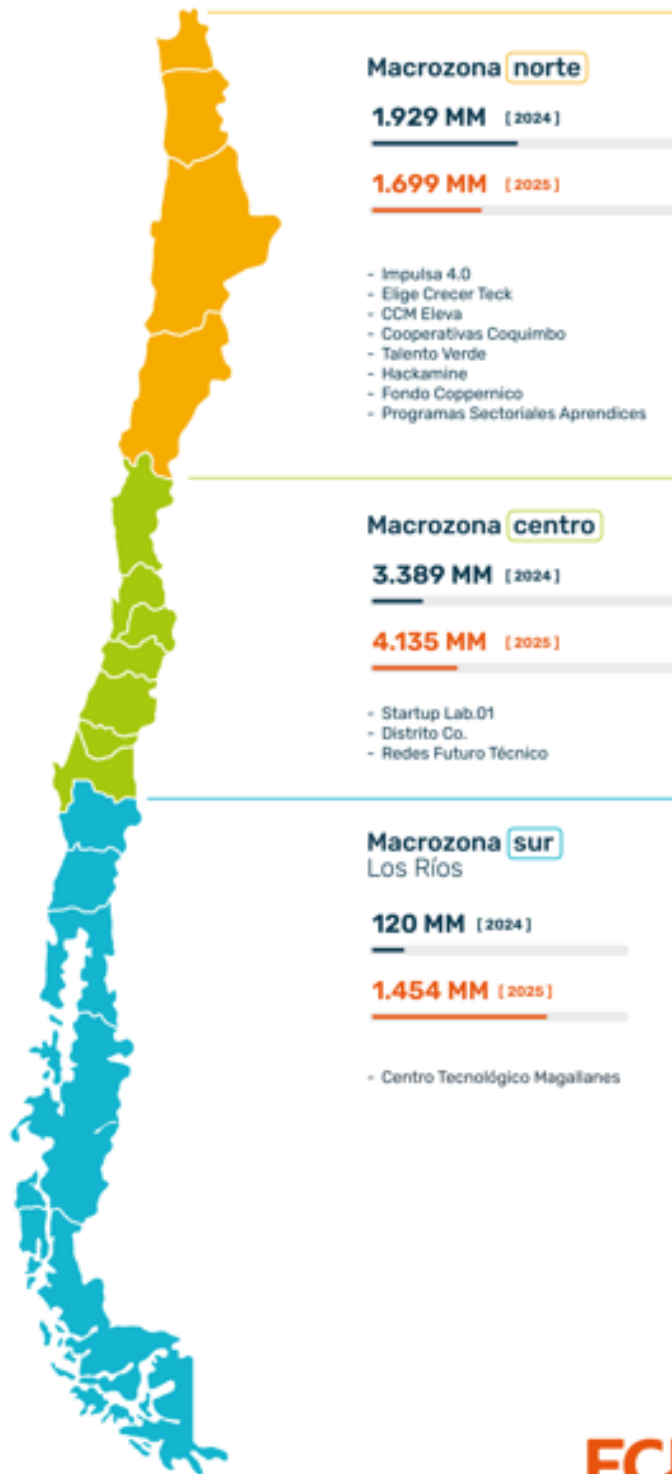 Macrozona norte
1.929 MM [2024]
1.699 MM [2025]
- Impulsa 4.0
- Elige Crecer Teck
- CCM Eleva
- Cooperativas Coquimbo
- Talento Verde
- Hackamine
- Fondo Coppernico
- Programas Sectoriales Aprendices
Macrozona centro
3.389 MM [2024]
4.135 MM [2025]
- Startup Lab.01
- Distrito Co.
- Redes Futuro Técnico
Macrozona sur
Los Ríos
120 MM [2024]
1.454 MM [2025]
- Centro Tecnológico Magallanes